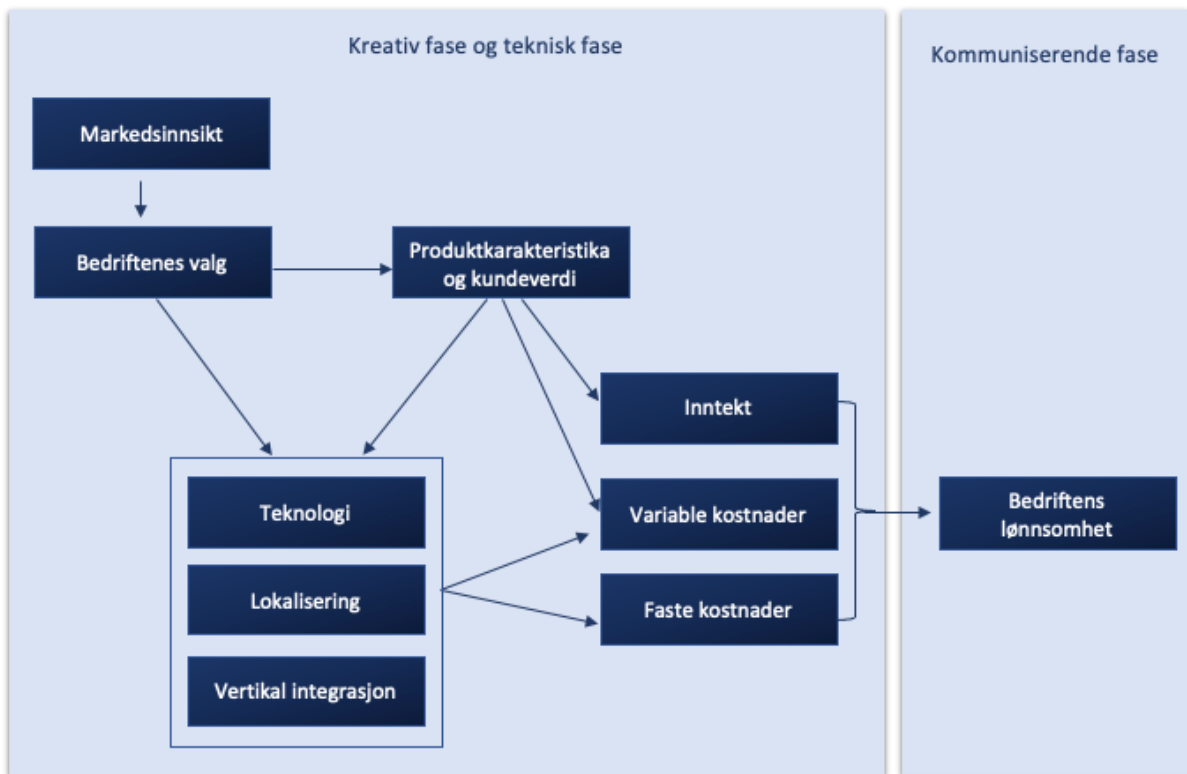 Kreativ fase og teknisk fase
Kommuniserende fase
Markedsinnsikt
Bedriftenes valg
Produktkarakteristika
og kundeverdi
Inntekt
Teknologi
Variable kostnader
Bedriftens
lønnsomhet
Lokalisering
Faste kostnader
Vertikal integrasjon